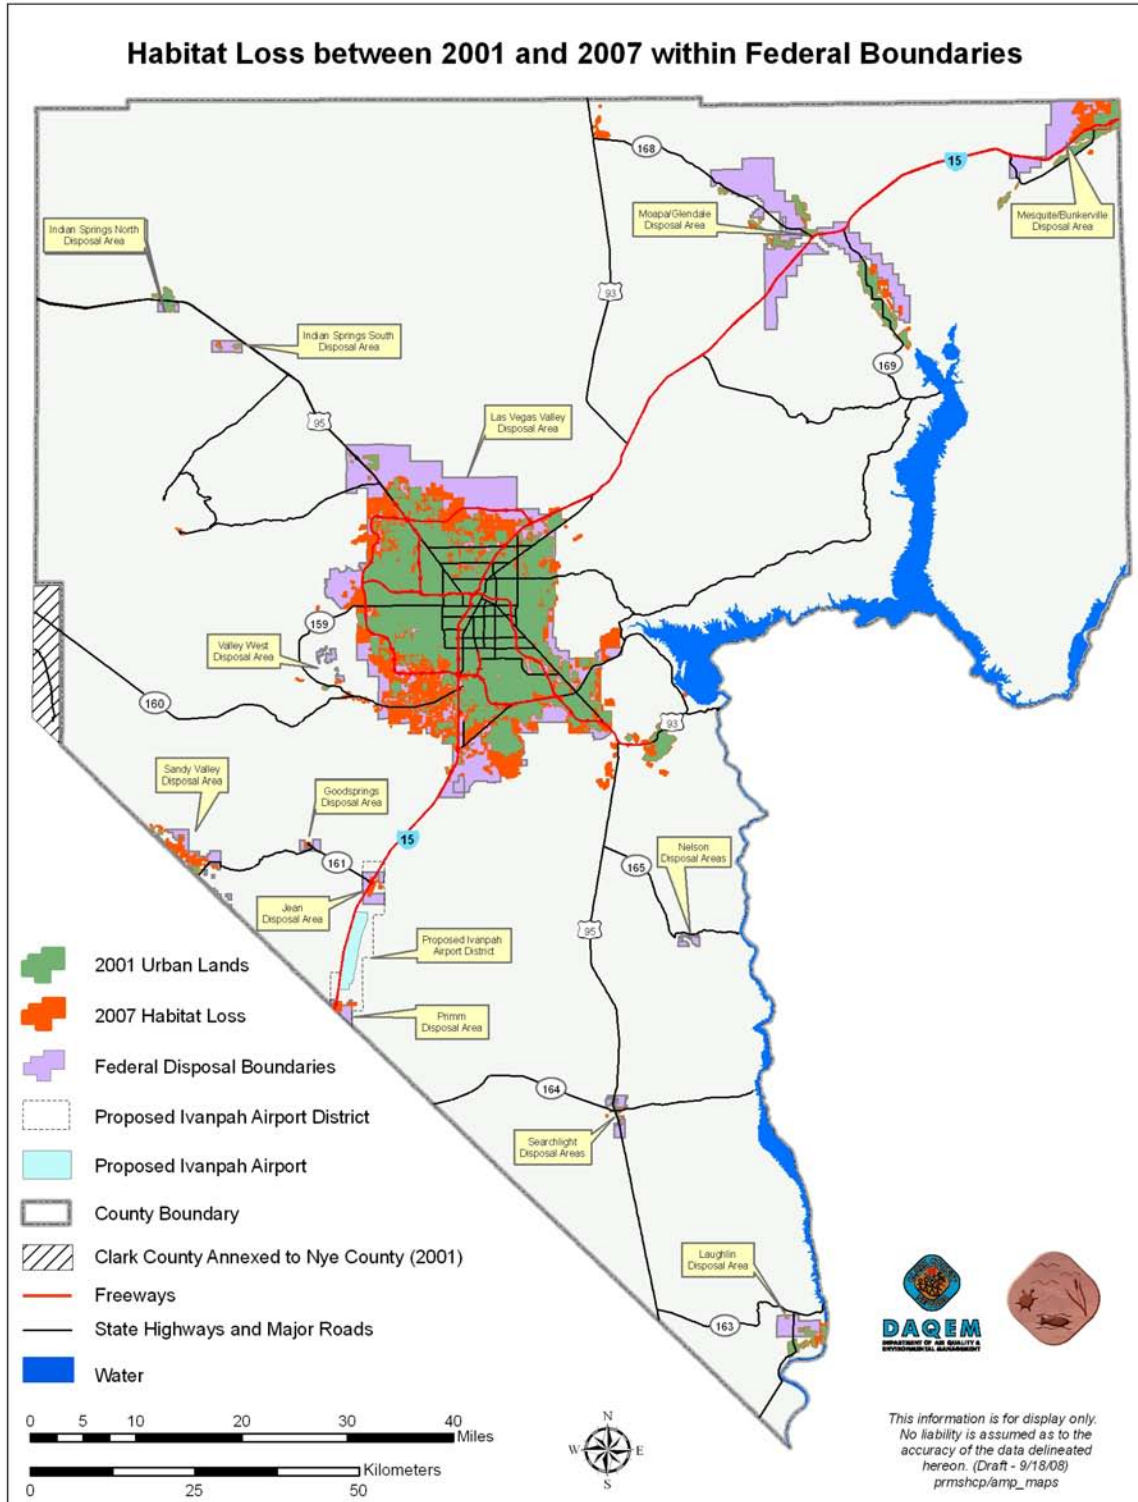 Habitat Loss between 2001 and 2007 within Federal Boundaries
168
15
Moapa/Glendale
Disposal Area
Mesquite/Bunkerville
Disposal Area
Indian Springs North
Disposal Area
93
Indian Springs South
Disposal Area
169
95
Las Vegas Valley
Disposal Area
159
Valley West
Disposal Area
160
93
Sandy Valley
Disposal Area
Goodsprings
Disposal Area
15
161
165
Nelson
Disposal Areas
Jean
Disposal Area
95
Proposed Ivanpah
Airport District
Primm
Disposal Area
164
Searchlight
Disposal Areas
Laughlin
Disposal Area
163
2001 Urban Lands
2007 Habitat Loss
Federal Disposal Boundaries
Proposed Ivanpah Airport District
Proposed Ivanpah Airport
County Boundary
Clark County Annexed to Nye County (2001)
Freeways
State Highways and Major Roads
Water
0 5 10 20 30 40
Miles
Kilometers
0 25 50
N
W E
S
DAQEM
DEPARTMENT OF AIR QUALITY &
ENVIRONMENTAL MANAGEMENT
This information is for display only.
No liability is assumed as to the
accuracy of the data delineated
hereon. (Draft - 9/18/08)
prmshcp/amp_maps